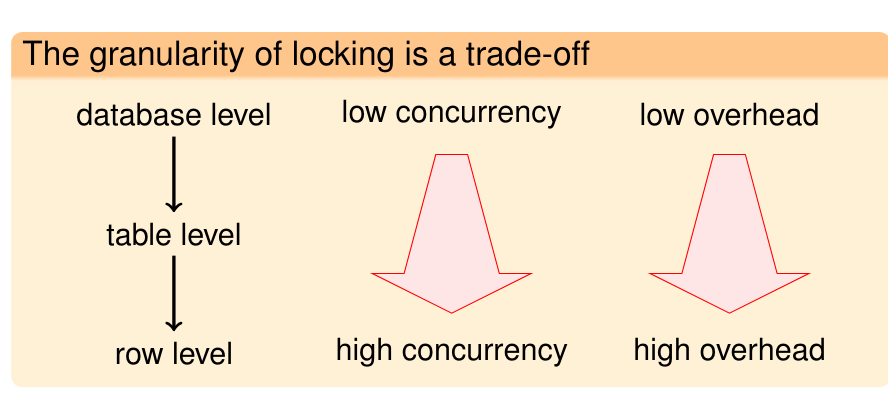 The granularity of locking is a trade-off
database level low concurrency low overhead
table level
row level high concurrency high overhead